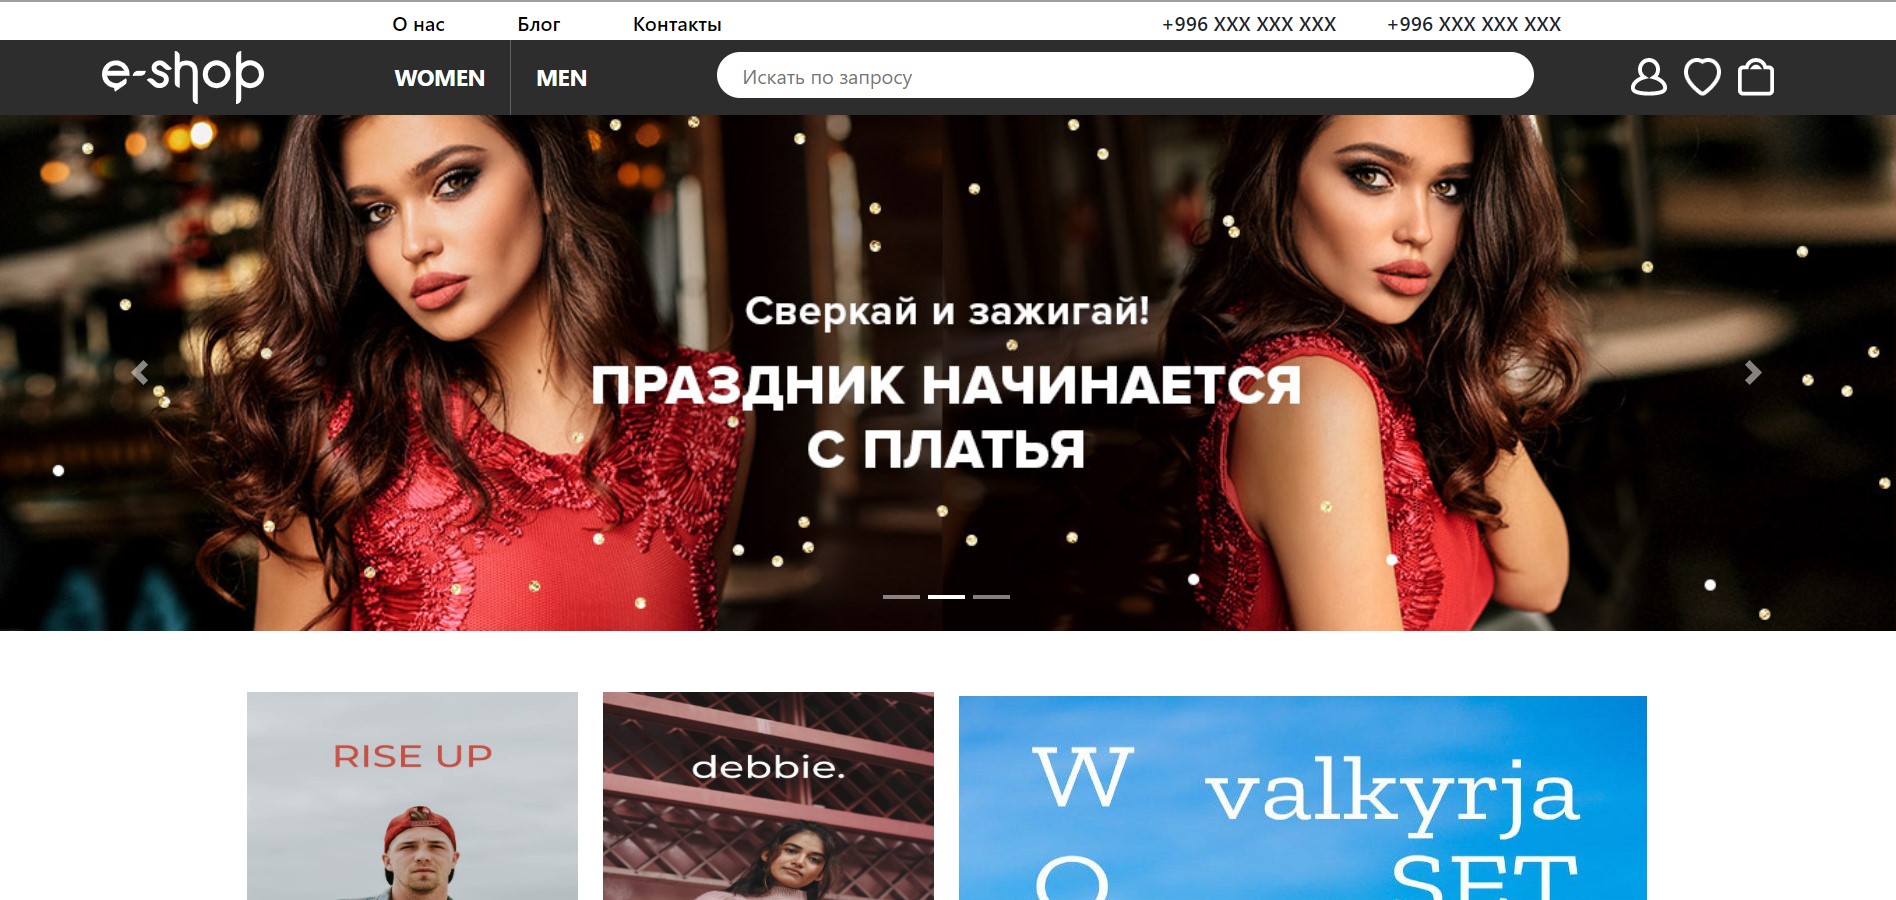 О нас
Блог
Контакты
+996 XXX XXX XXX
+996 XXX XXX XXX
e-shop
WOMEN
MEN
Искать по запросу
Сверкай и зажигай!
ПРАЗДНИК НАЧИНАЕТСЯ
С ПЛАТЬЯ
RISE UP
debbie.
W
valkyrja
O
SET